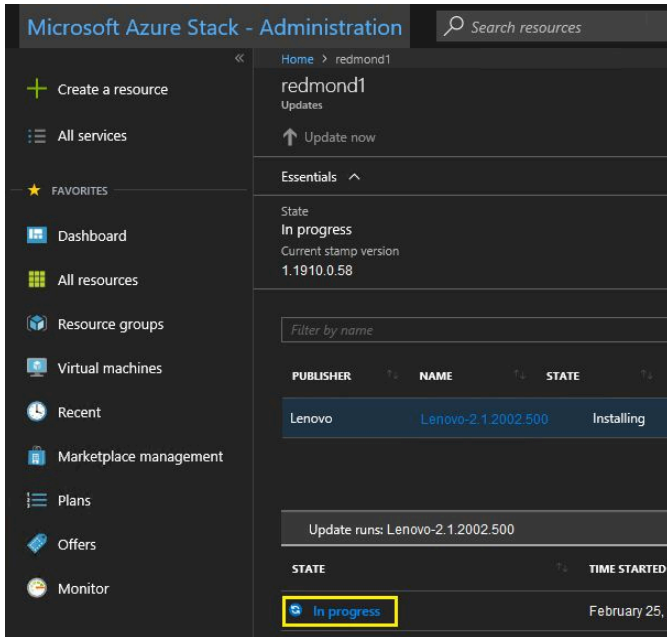 Microsoft Azure Stack - Administration
Search resources
Home > redmond1
redmond1
Updates
Update now
Create a resource
All services
FAVORITES
Dashboard
All resources
Resource groups
Virtual machines
Recent
Marketplace management
Plans
Offers
Monitor
Essentials
State
In progress
Current stamp version
1.1910.0.58
Filter by name
PUBLISHER NAME STATE
Lenovo Lenovo-2.1.2002.500 Installing
Update runs: Lenovo-2.1.2002.500
STATE TIME STARTED
In progress February 25,